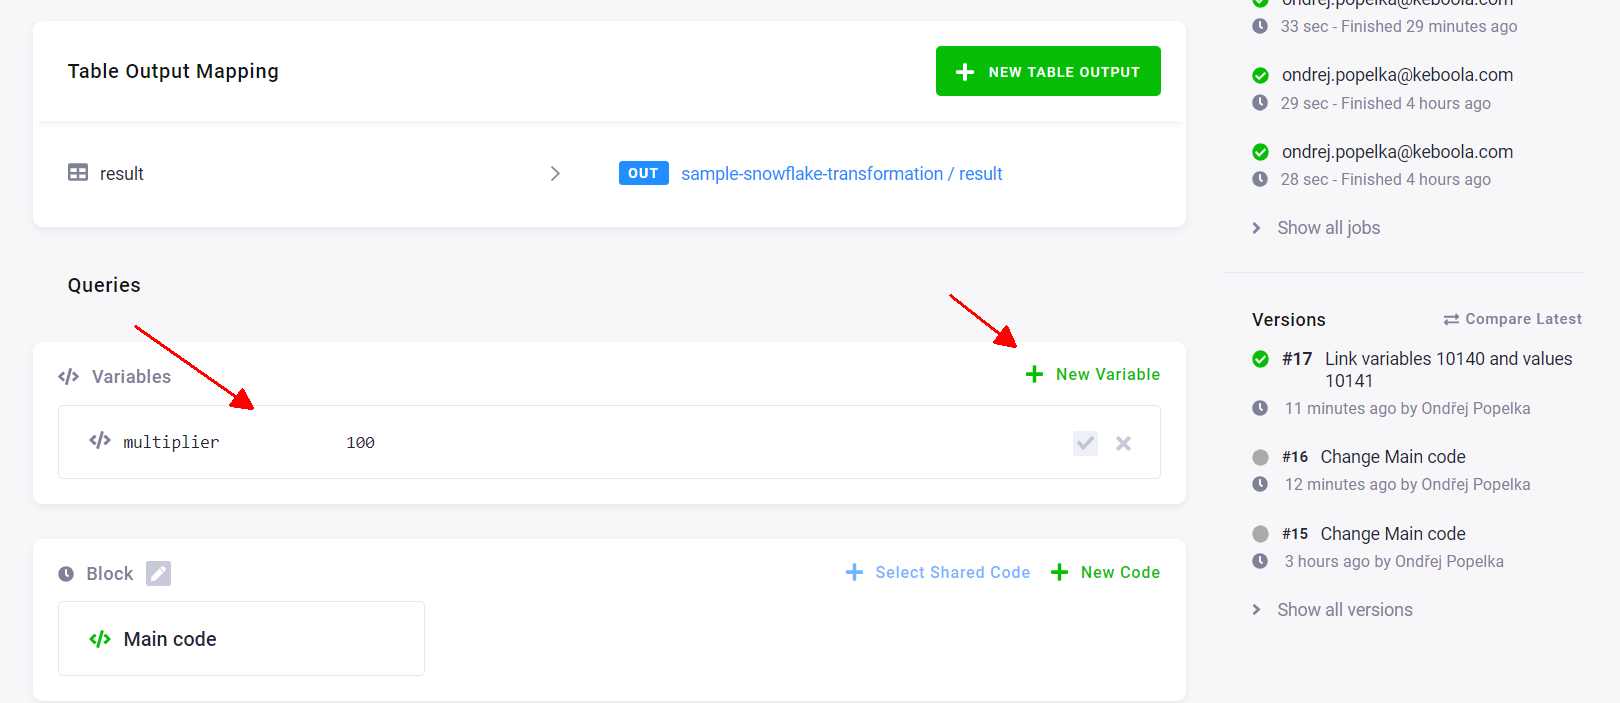 Table Output Mapping
NEW TABLE OUTPUT
result
OUT sample-snowflake-transformation / result
Queries
</> Variables
New Variable
</> multiplier 100
Block
Select Shared Code
New Code
</> Main code
ondrej.popelka@keboola.com
33 sec - Finished 29 minutes ago
ondrej.popelka@keboola.com
29 sec - Finished 4 hours ago
ondrej.popelka@keboola.com
28 sec - Finished 4 hours ago
Show all jobs
Versions
Compare Latest
#17 Link variables 10140 and values
10141
11 minutes ago by Ondřej Popelka
#16 Change Main code
12 minutes ago by Ondřej Popelka
#15 Change Main code
3 hours ago by Ondřej Popelka
Show all versions